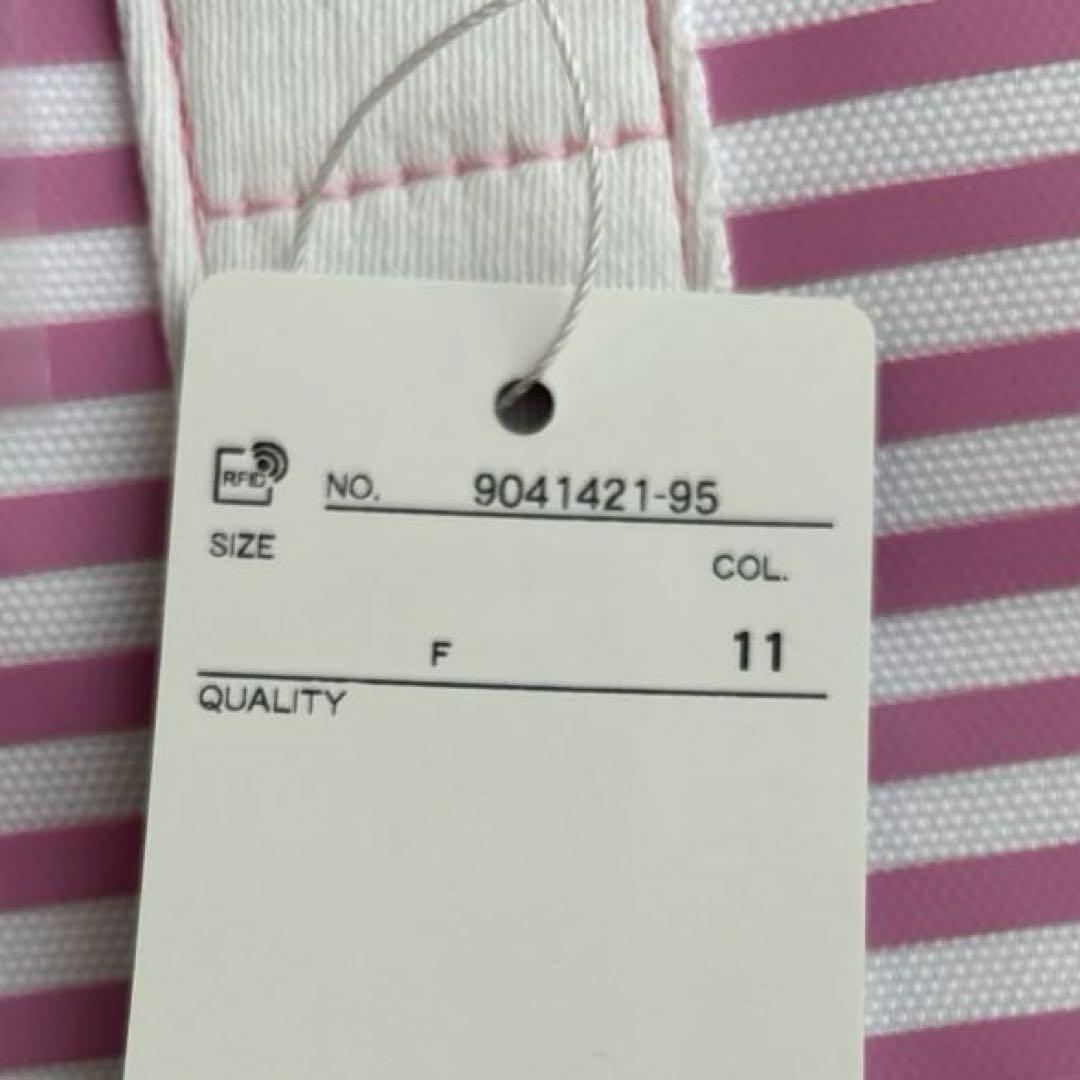 RFID
NO. 9041421-95
SIZE COL.
F 11
QUALITY